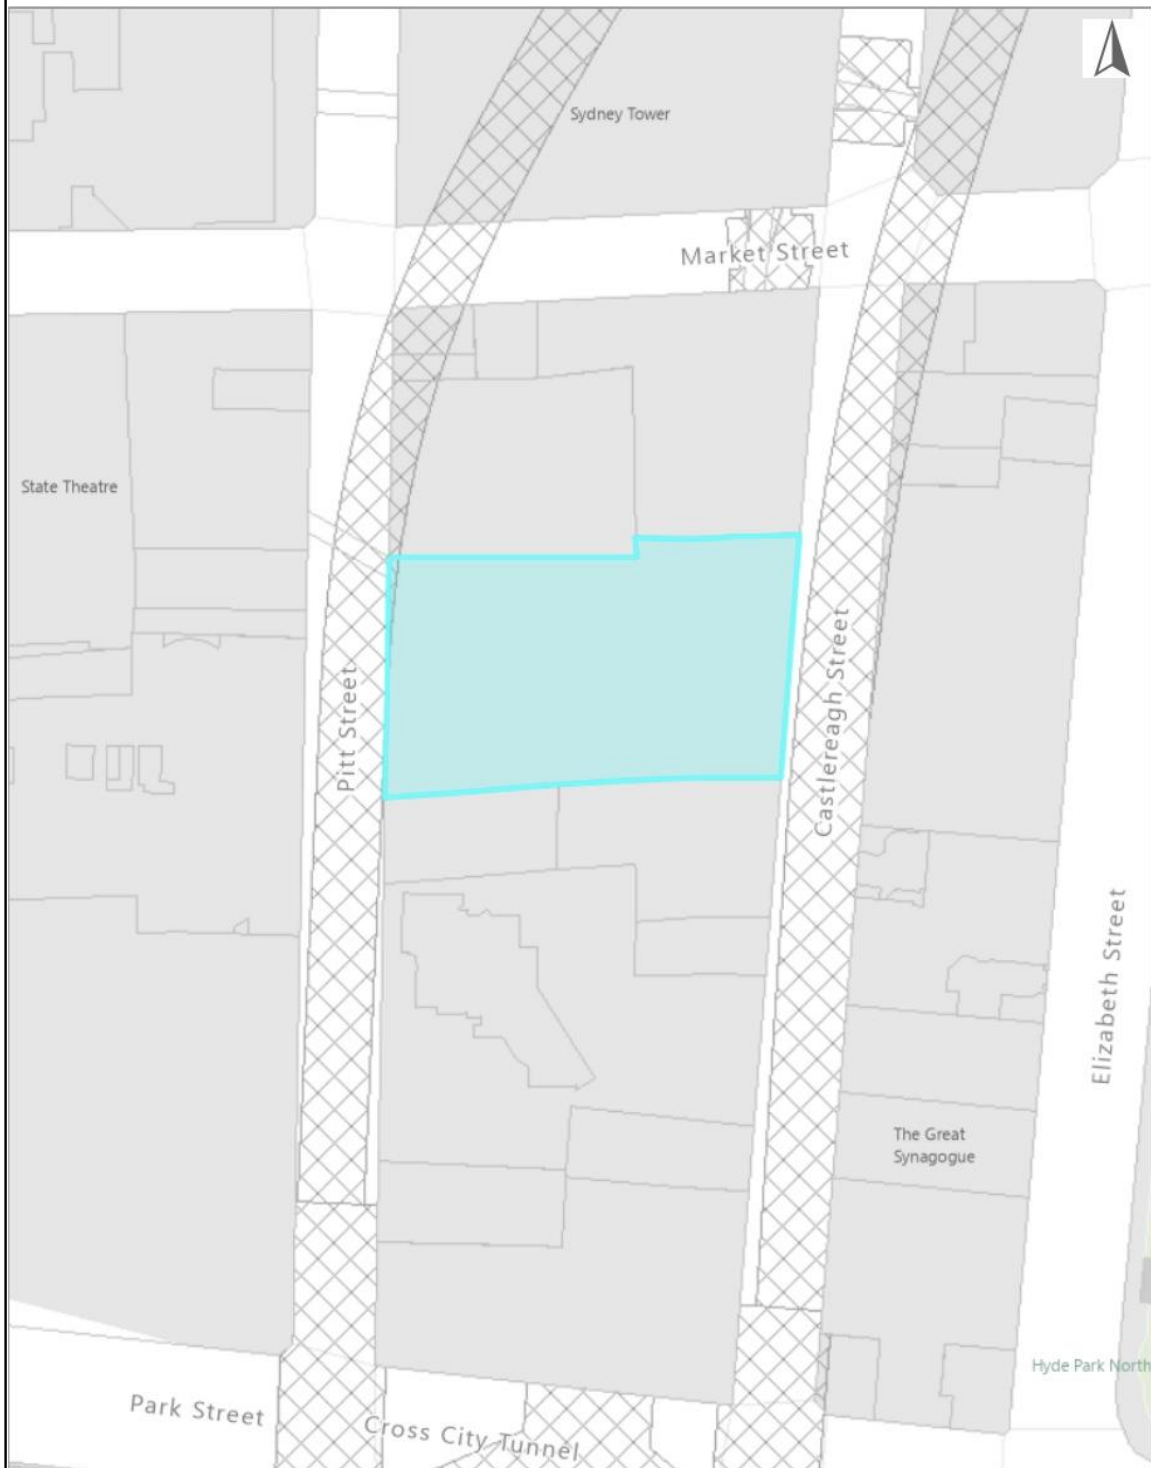 Sydney Tower
Market Street
State Theatre
Pitt Street
Castlereagh Street
Elizabeth Street
The Great
Synagogue
Hyde Park North
Park Street
Cross City Tunnel